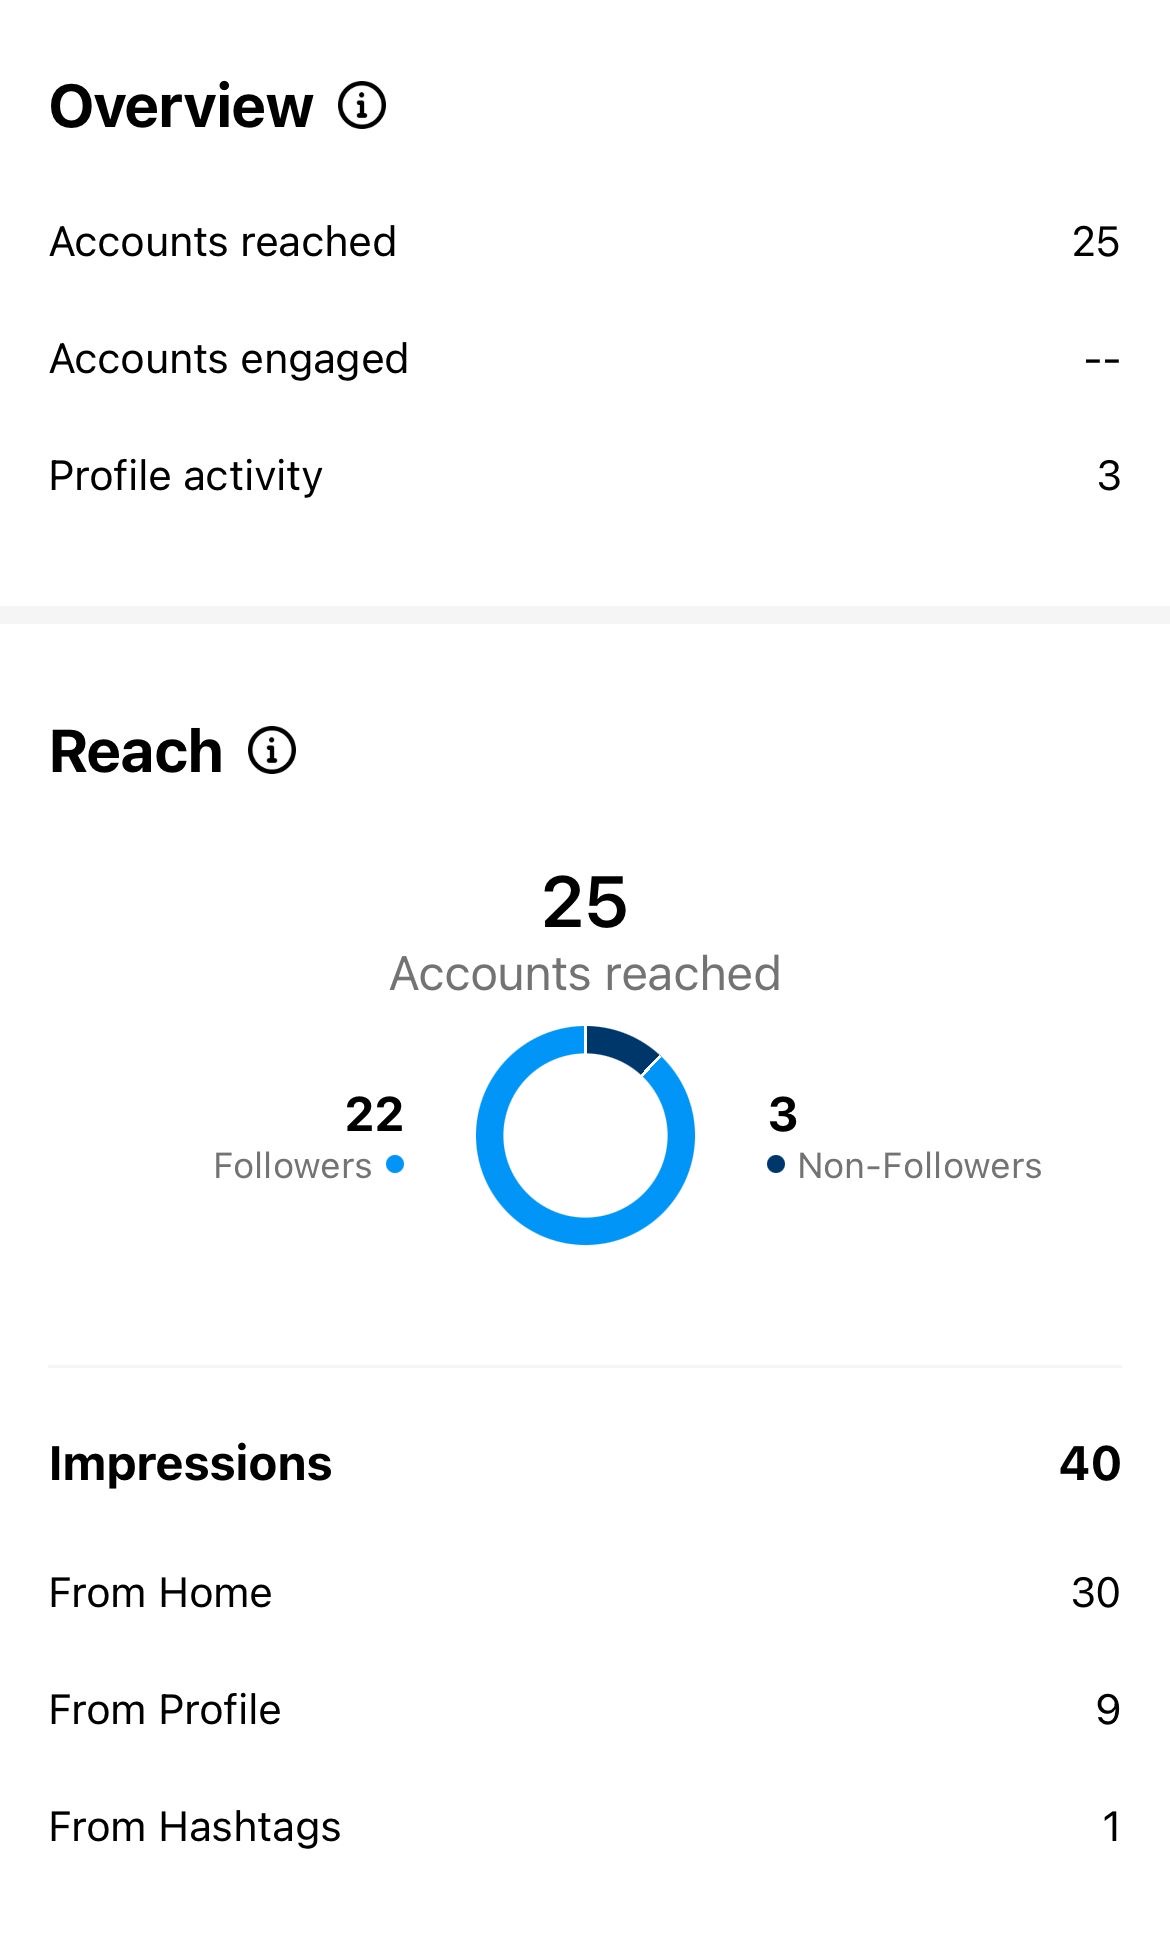 Overview
Accounts reached 25
Accounts engaged --
Profile activity 3
Reach
25
Accounts reached
22
Followers
3
Non-Followers
Impressions 40
From Home 30
From Profile 9
From Hashtags 1